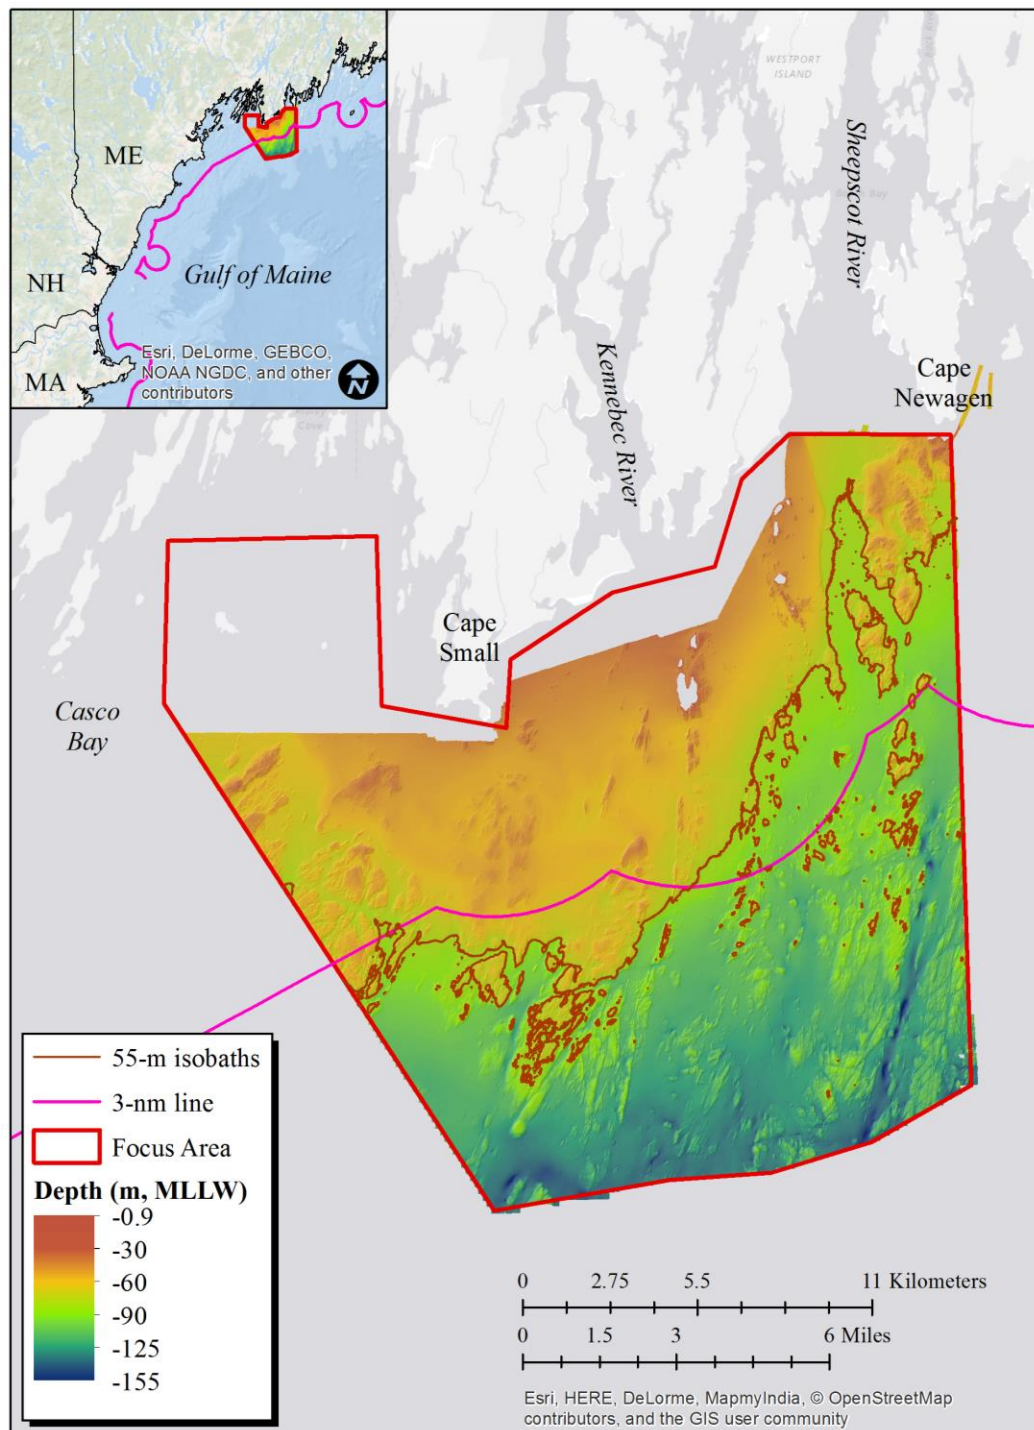 ME
NH
MA
Gulf of Maine
Esri, DeLorme, GEBCO,
NOAA NGDC, and other
contributors
N
WESTPORT
ISLAND
Sheepscot River
Kennebec River
Cape
Newagen
Cape
Small
Casco
Bay
55-m isobaths
3-nm line
Focus Area
Depth (m, MLLW)
-0.9
-30
-60
-90
-125
-155
0 2.75 5.5 11 Kilometers
0 1.5 3 6 Miles
Esri, HERE, DeLorme, MapmyIndia, © OpenStreetMap
contributors, and the GIS user community